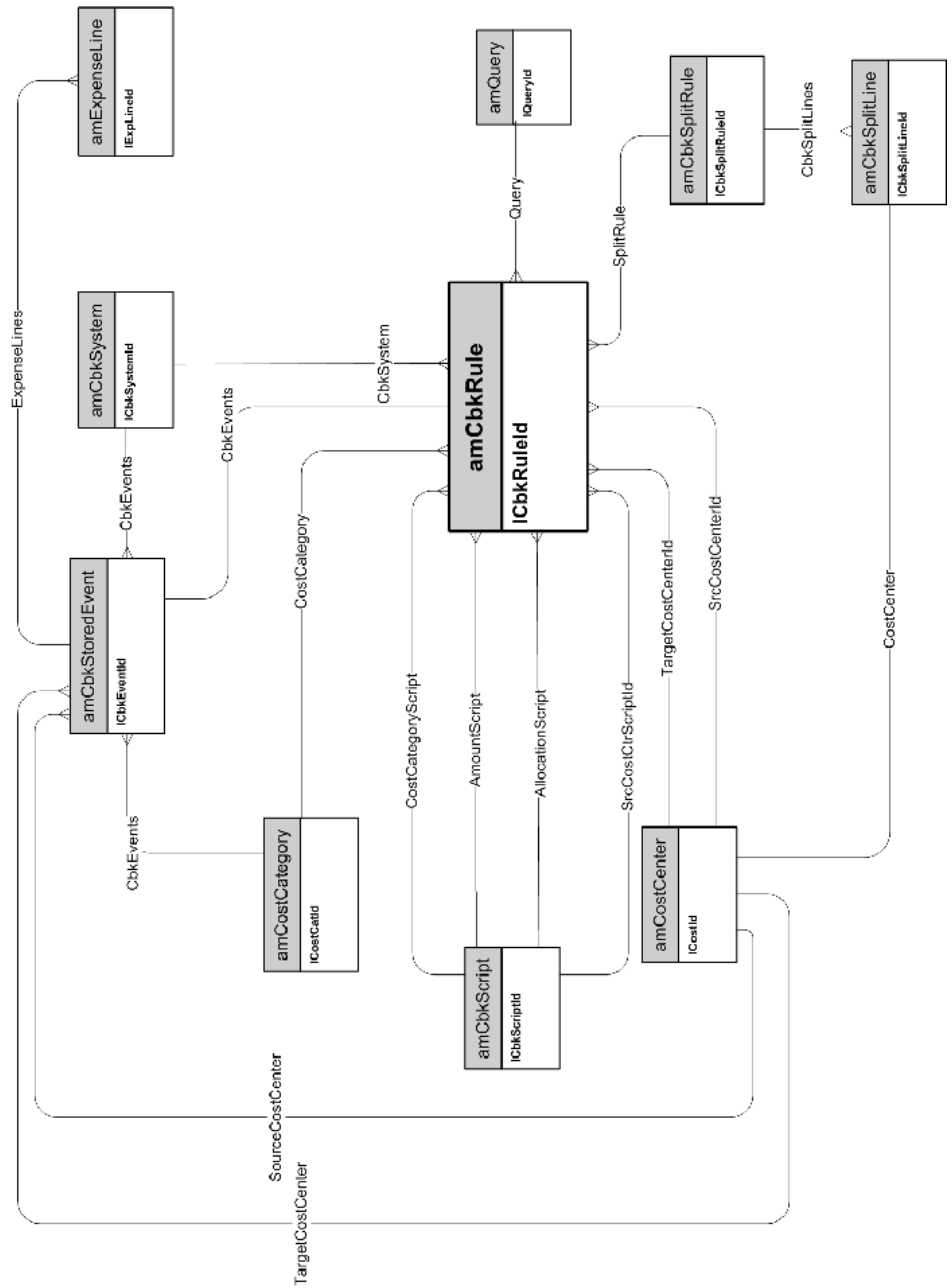 amExpenseLine
lExpLineId
ExpenseLines
amCbkSystem
lCbkSystemId
CbkEvents
amCbkStoredEvent
lCbkEventId
CbkEvents
CbkSystem
CbkEvents
amCostCategory
lCostCatId
CostCategory
amQuery
lQueryId
Query
amCbkRule
lCbkRuleId
amCbkSplitRule
lCbkSplitRuleId
SplitRule
CbkSplitLines
amCbkSplitLine
lCbkSplitLineId
CostCategoryScript
AmountScript
AllocationScript
SrcCostCtrScriptId
amCbkScript
lCbkScriptId
TargetCostCenterId
SrcCostCenterId
CostCenter
amCostCenter
lCostId
SourceCostCenter
TargetCostCenter